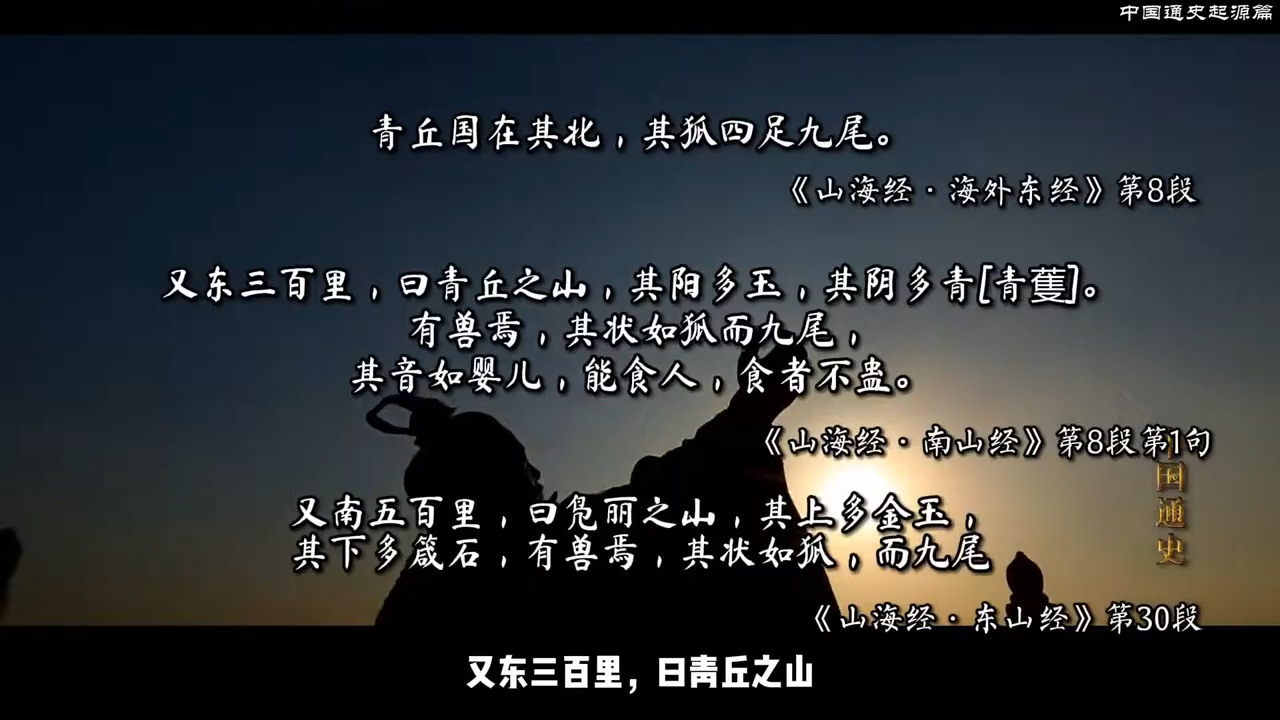 中国通史起源篇
青丘国在其北，其狐四足九尾。
《山海经·海外东经》第8段
又东三百里，曰青丘之山，其阳多玉，其阴多青[青雘]。
有兽焉，其状如狐而九尾，
其音如婴儿，能食人，食者不蛊。
《山海经·南山经》第8段第1句
中国通史
又南五百里，曰凫丽之山，其上多金玉，
其下多箴石，有兽焉，其状如狐，而九尾
《山海经·东山经》第30段
又东三百里，曰青丘之山